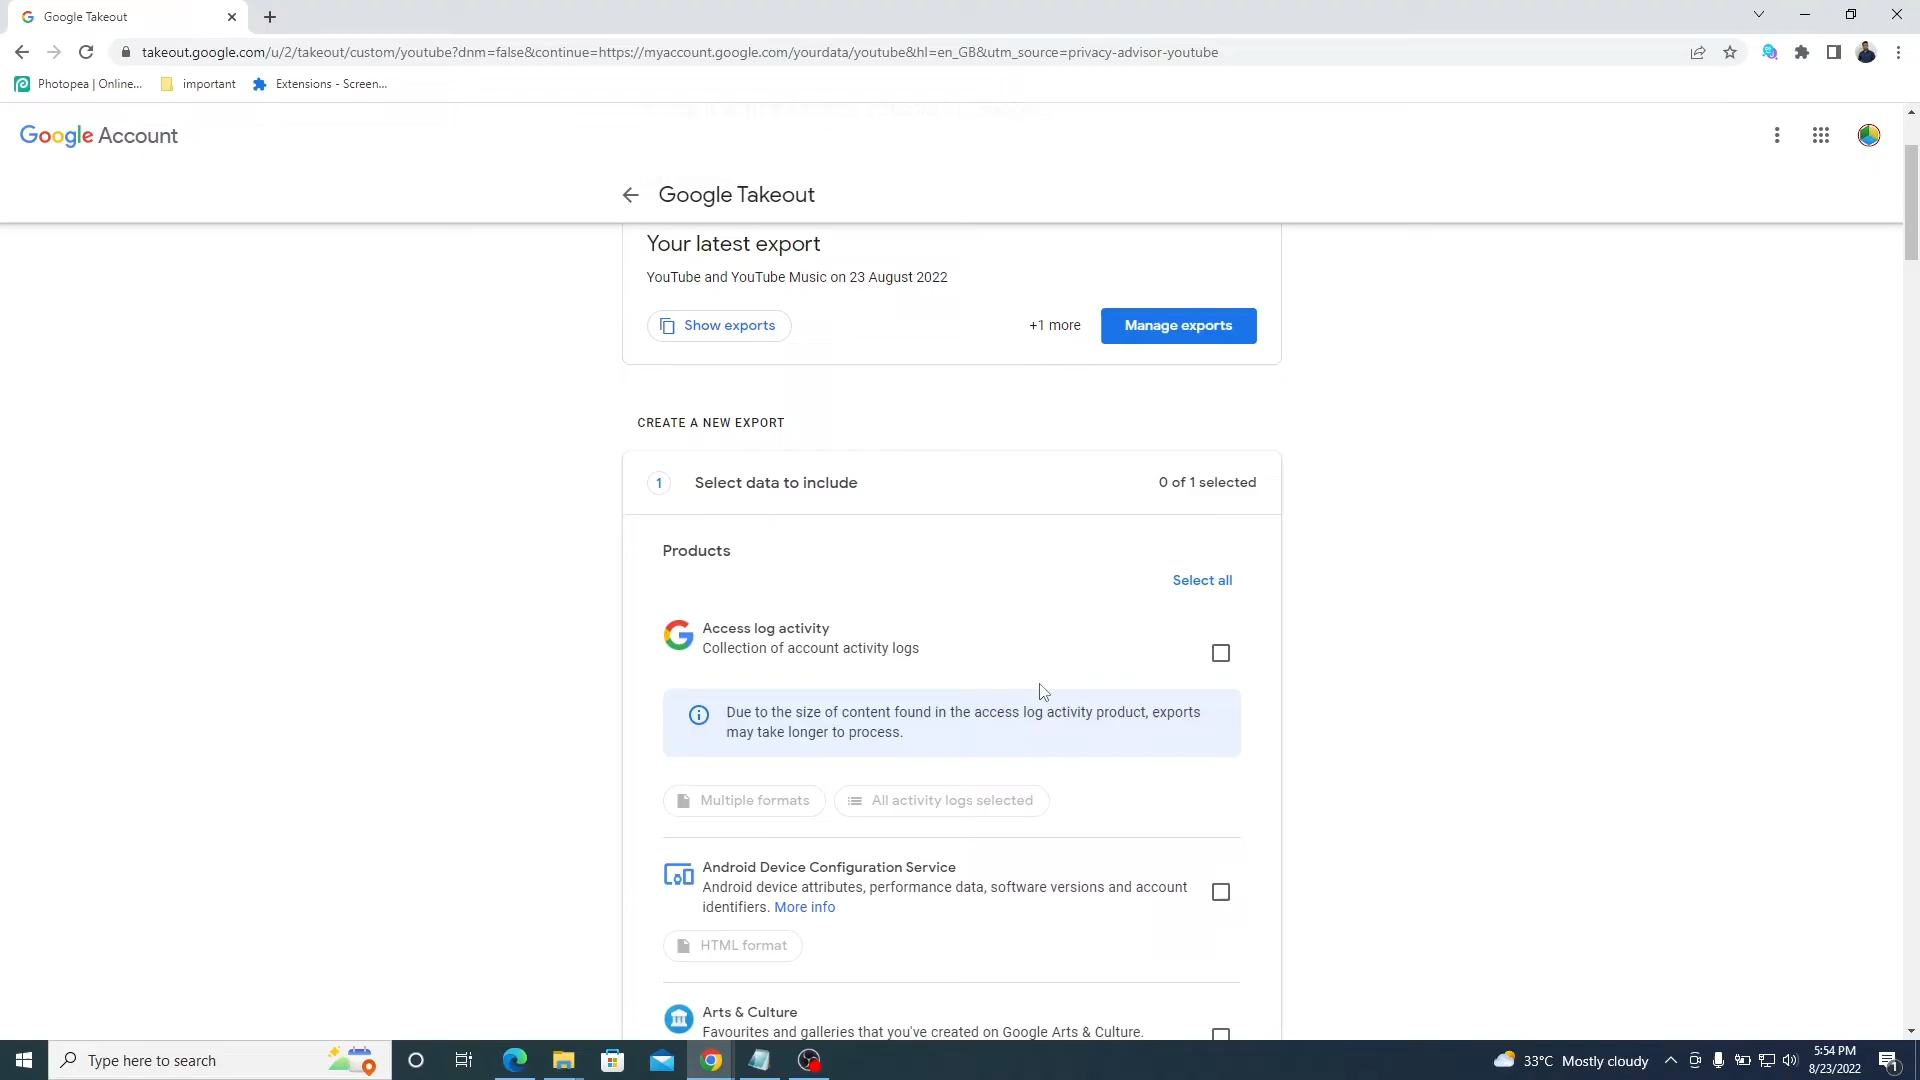 Google Takeout
takeout.google.com/u/2/takeout/custom/youtube?dnm=false&continue=https://myaccount.google.com/yourdata/youtube&hl=en_GB&utm_source=privacy-advisor-youtube
Photopea | Online... important Extensions - Screen...
Google Account
Google Takeout
Your latest export
YouTube and YouTube Music on 23 August 2022
Show exports +1 more Manage exports
CREATE A NEW EXPORT
1 Select data to include 0 of 1 selected
Products
Select all
Access log activity
Collection of account activity logs
Due to the size of content found in the access log activity product, exports
may take longer to process.
Multiple formats All activity logs selected
Android Device Configuration Service
Android device attributes, performance data, software versions and account
identifiers. More info
HTML format
Arts & Culture
Favourites and galleries that you've created on Google Arts & Culture.
Type here to search 33°C Mostly cloudy 5:54 PM
8/23/2022 1